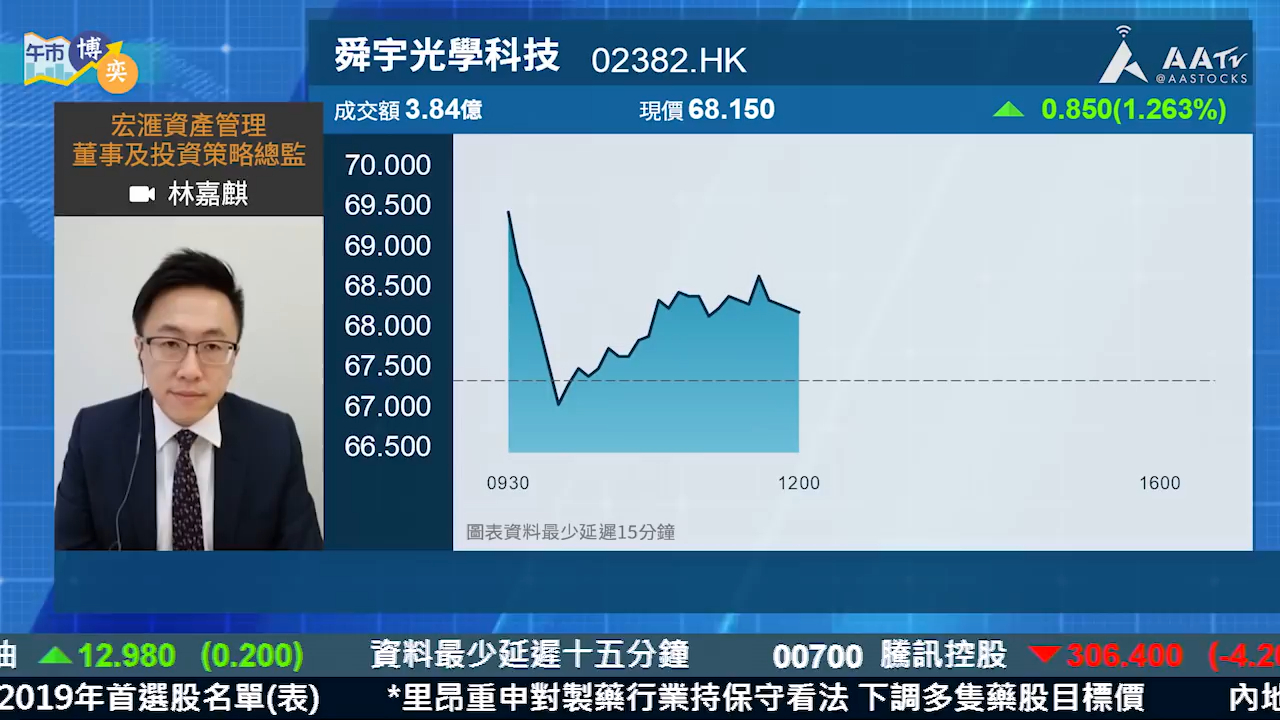 午市
博
奕
舜宇光學科技 02382.HK
AATV
@AASTOCKS
成交額 3.84億 現價 68.150 0.850(1.263%)
宏滙資產管理
董事及投資策略總監
林嘉麒
70.000
69.500
69.000
68.500
68.000
67.500
67.000
66.500
0930 1200 1600
圖表資料最少延遲15分鐘
油 12.980 (0.200) 資料最少延遲十五分鐘 00700 騰訊控股 306.400 (-4.20
2019年首選股名單(表) *里昂重申對製藥行業持保守看法 下調多隻藥股目標價 內地